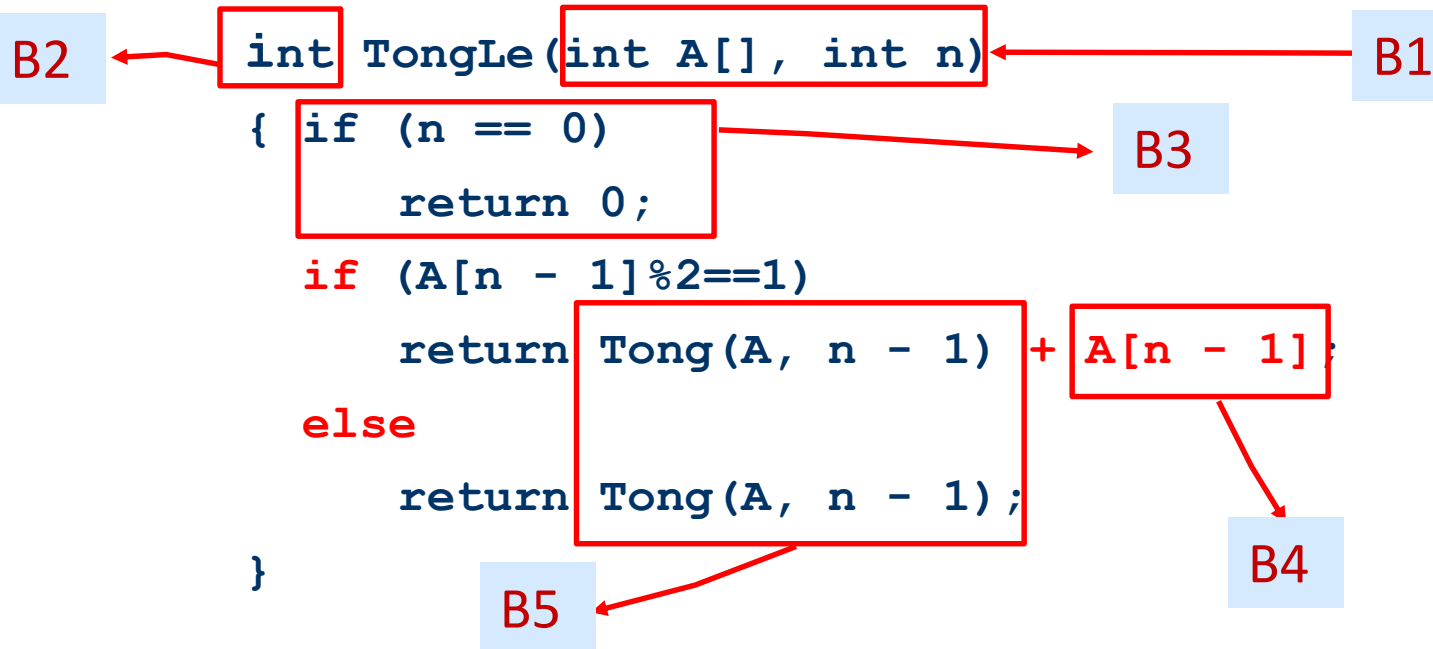 B2
int TongLe(int A[], int n)
B1
{ if (n == 0)
B3
return 0;
if (A[n - 1]%2==1)
return Tong(A, n - 1) + A[n - 1];
else
return Tong(A, n - 1);
}
B5
B4